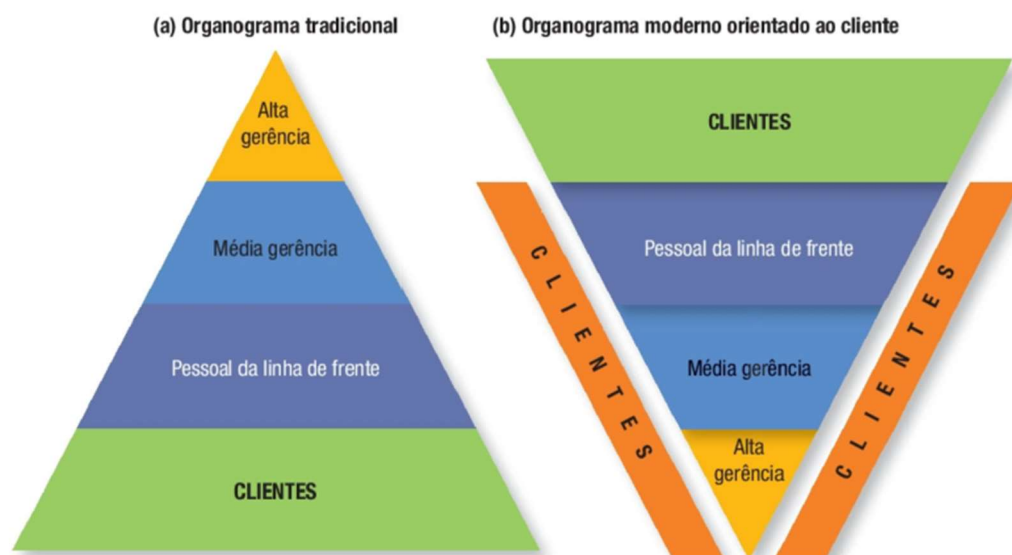 (a) Organograma tradicional
Alta
gerência
Média gerência
Pessoal da linha de frente
CLIENTES
(b) Organograma moderno orientado ao cliente
CLIENTES
Pessoal da linha de frente
Média gerência
Alta
gerência
CLIENTES
CLIENTES